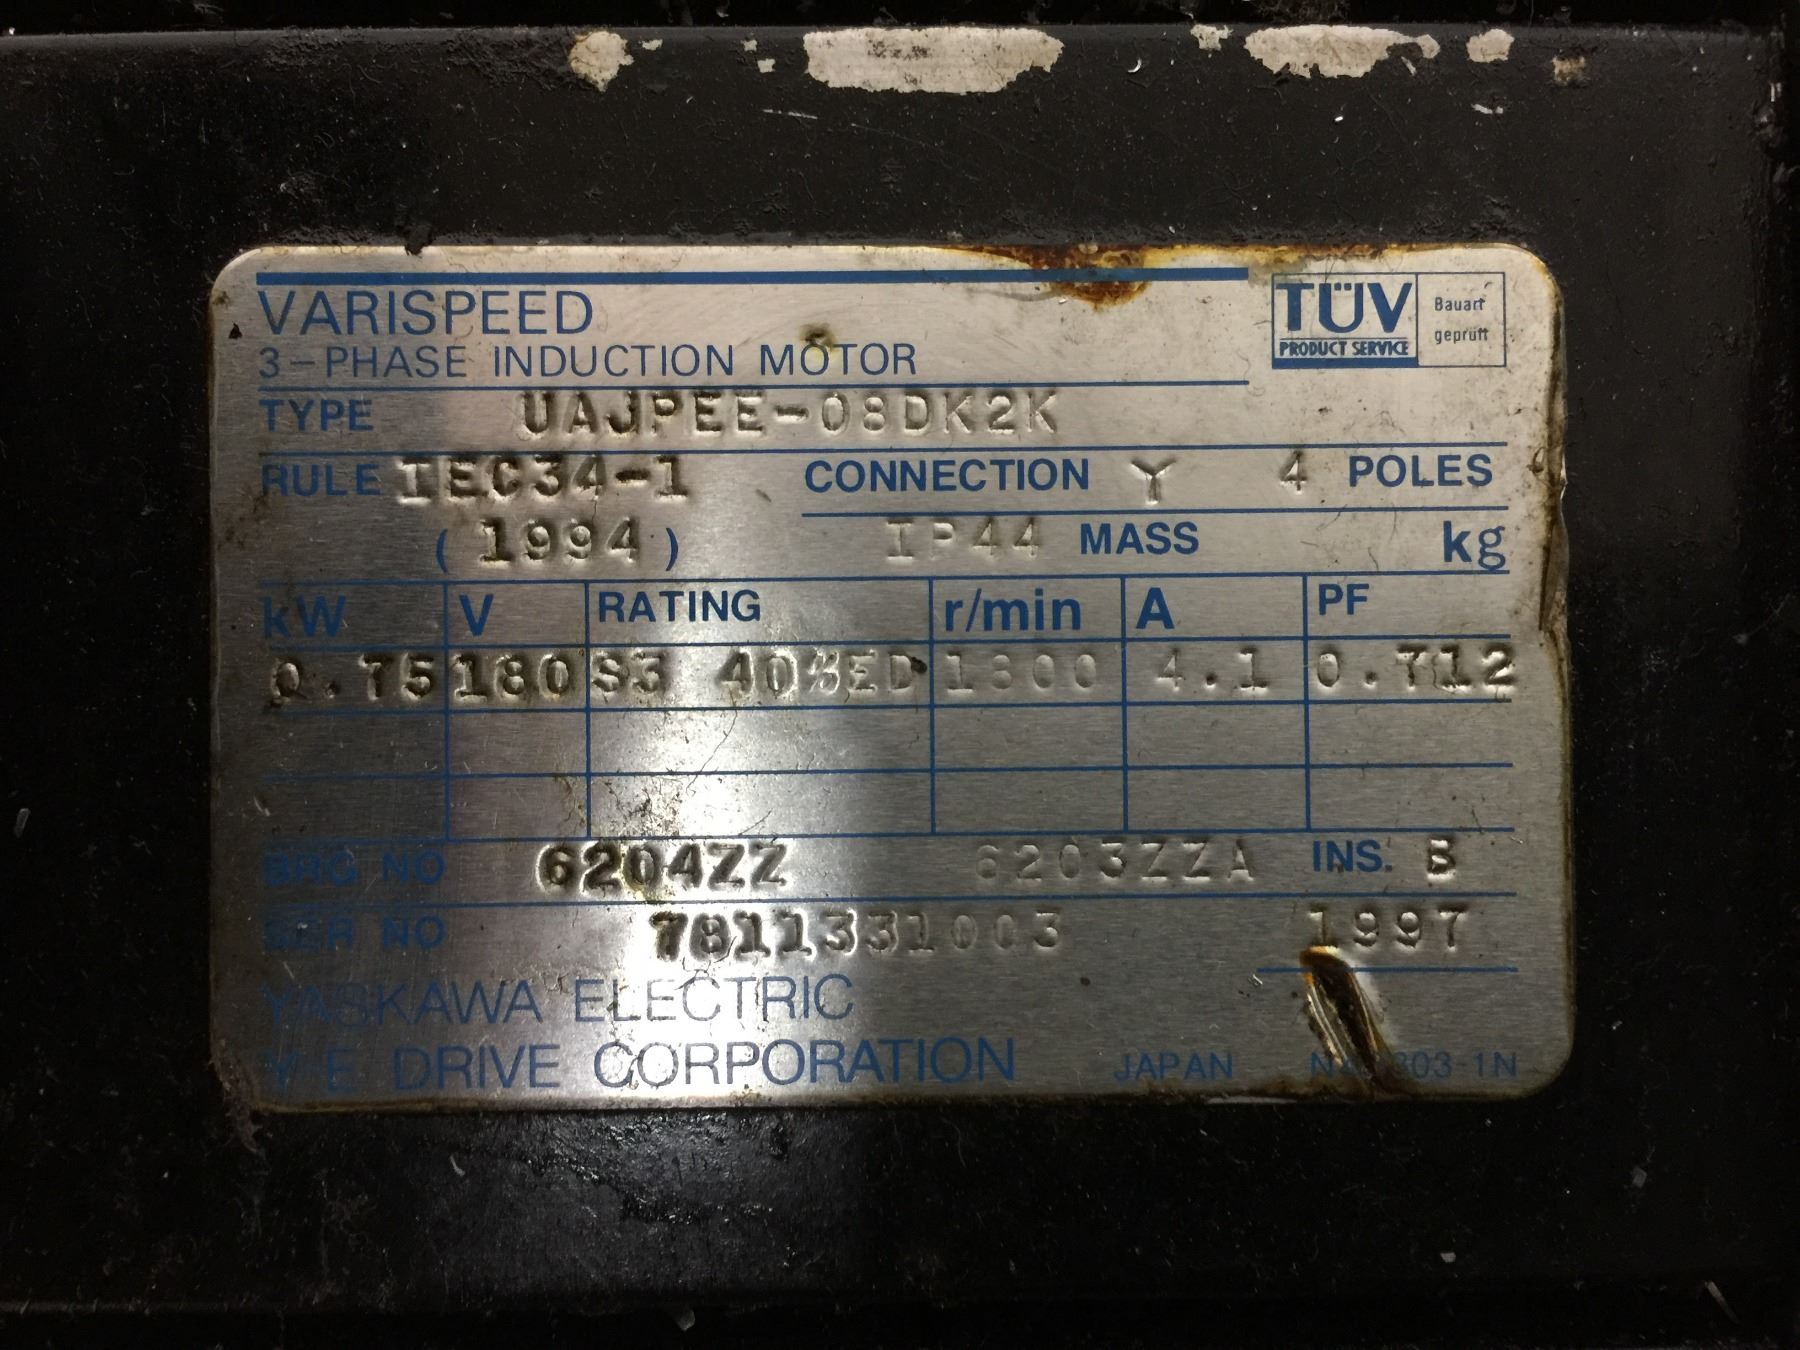 VARISPEED
3-PHASE INDUCTION MOTOR
TÜV
PRODUCT SERVICE
Bauart
geprüft
TYPE UAJPEE-08DK2K
RULE IEC34-1 CONNECTION Y 4 POLES
(1994) IP44 MASS kg
kW V RATING r/min A PF
0.75 180 S3 40%ED 1800 4.1 0.712
BRG NO 6204ZZ 6203ZZA INS. B
SER NO 7811331003 1997
YASKAWA ELECTRIC
Y-E DRIVE CORPORATION JAPAN